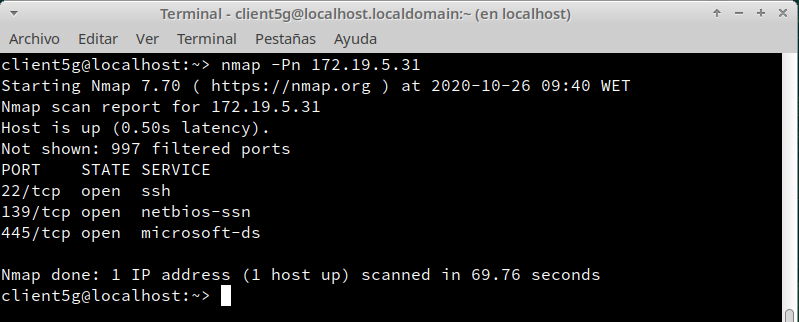 Terminal - client5g@localhost.localdomain:~ (en localhost)
Archivo Editar Ver Terminal Pestañas Ayuda
client5g@localhost:~> nmap -Pn 172.19.5.31
Starting Nmap 7.70 ( https://nmap.org ) at 2020-10-26 09:40 WET
Nmap scan report for 172.19.5.31
Host is up (0.50s latency).
Not shown: 997 filtered ports
PORT    STATE SERVICE
22/tcp  open  ssh
139/tcp open  netbios-ssn
445/tcp open  microsoft-ds
Nmap done: 1 IP address (1 host up) scanned in 69.76 seconds
client5g@localhost:~>